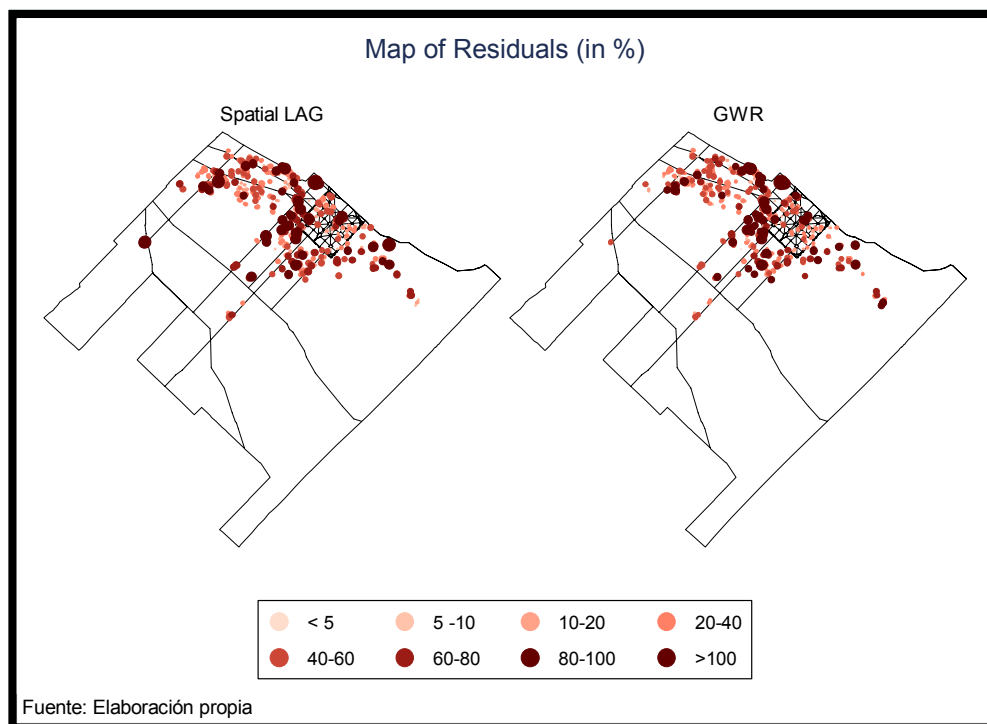 Map of Residuals (in %)
Spatial LAG
GWR
< 5
5 -10
10-20
20-40
40-60
60-80
80-100
>100
Fuente: Elaboración propia